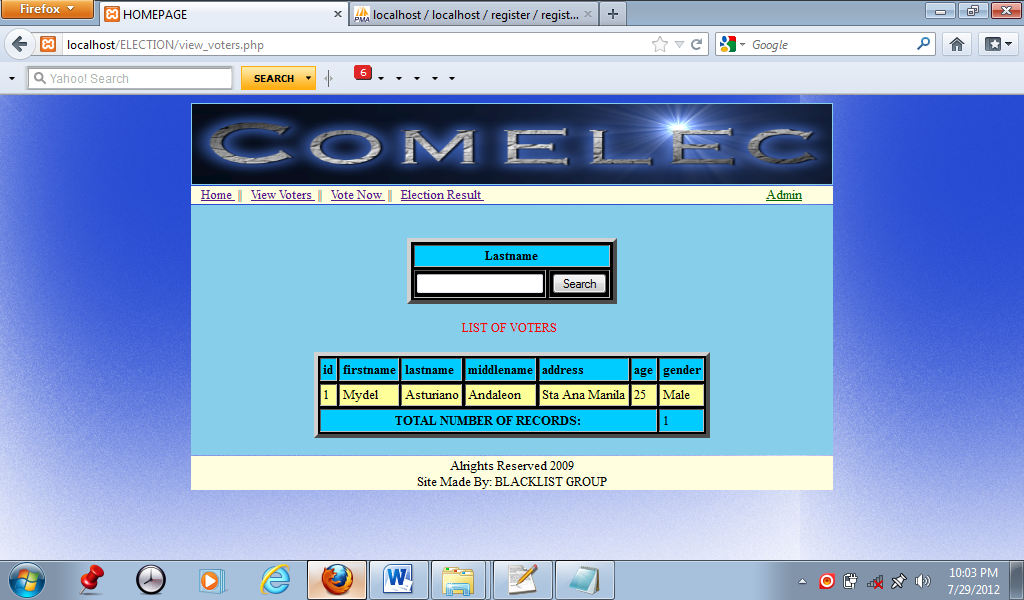 Firefox
HOMEPAGE
localhost / localhost / register / regist...
localhost/ELECTION/view_voters.php
Google
Yahoo! Search
SEARCH
6
COMELEC
Home View Voters Vote Now Election Result Admin
Lastname
Search
LIST OF VOTERS
id firstname lastname middlename address age gender
1 Mydel Asturiano Andaleon Sta Ana Manila 25 Male
TOTAL NUMBER OF RECORDS: 1
Alrights Reserved 2009
Site Made By: BLACKLIST GROUP
10:03 PM
7/29/2012